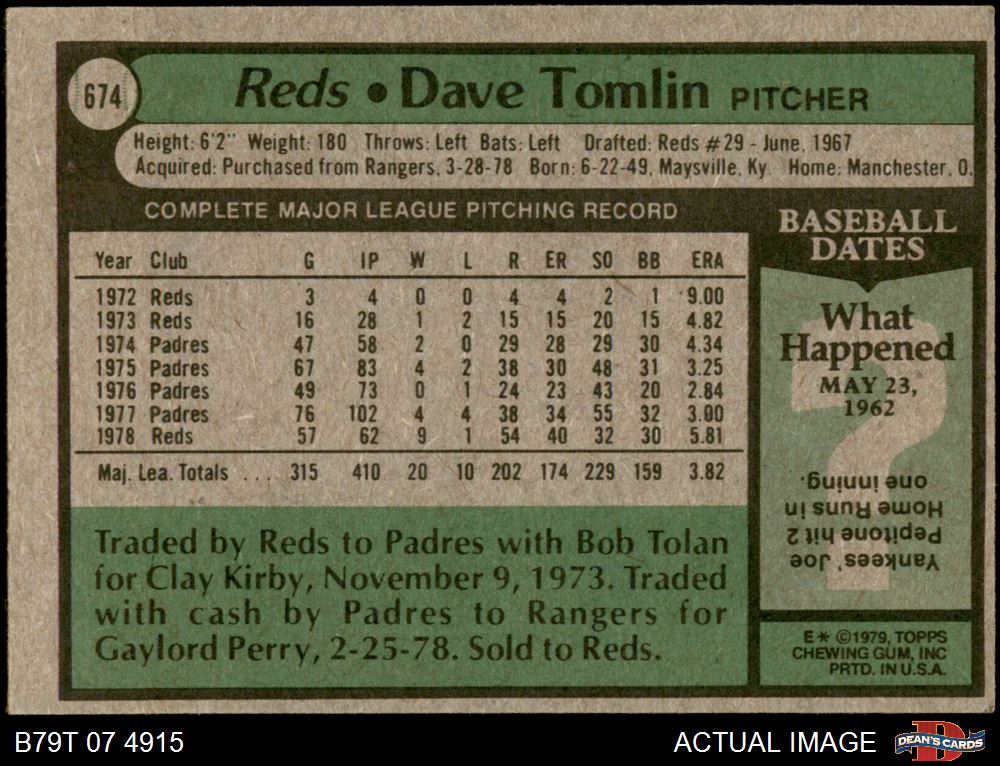 674
Reds • Dave Tomlin PITCHER
Height: 6'2" Weight: 180 Throws: Left Bats: Left Drafted: Reds #29 - June, 1967
Acquired: Purchased from Rangers, 3-28-78 Born: 6-22-49, Maysville, Ky. Home: Manchester, O.
COMPLETE MAJOR LEAGUE PITCHING RECORD
Year Club G IP W L R ER SO BB ERA
1972 Reds 3 4 0 0 4 4 2 1 9.00
1973 Reds 16 28 1 2 15 15 20 15 4.82
1974 Padres 47 58 2 0 29 28 29 30 4.34
1975 Padres 67 83 4 2 38 30 48 31 3.25
1976 Padres 49 73 0 1 24 23 43 20 2.84
1977 Padres 76 102 4 4 38 34 55 32 3.00
1978 Reds 57 62 9 1 54 40 32 30 5.81
Maj. Lea. Totals ... 315 410 20 10 202 174 229 159 3.82
Traded by Reds to Padres with Bob Tolan
for Clay Kirby, November 9, 1973. Traded
with cash by Padres to Rangers for
Gaylord Perry, 2-25-78. Sold to Reds.
BASEBALL
DATES
What
Happened
MAY 23,
1962
Yankees' Joe
Pepitone hit 2
Home Runs in
one inning.
E* ©1979, TOPPS
CHEWING GUM, INC
PRTD. IN U.S.A.
B79T 07 4915
ACTUAL IMAGE
DEAN'S CARDS